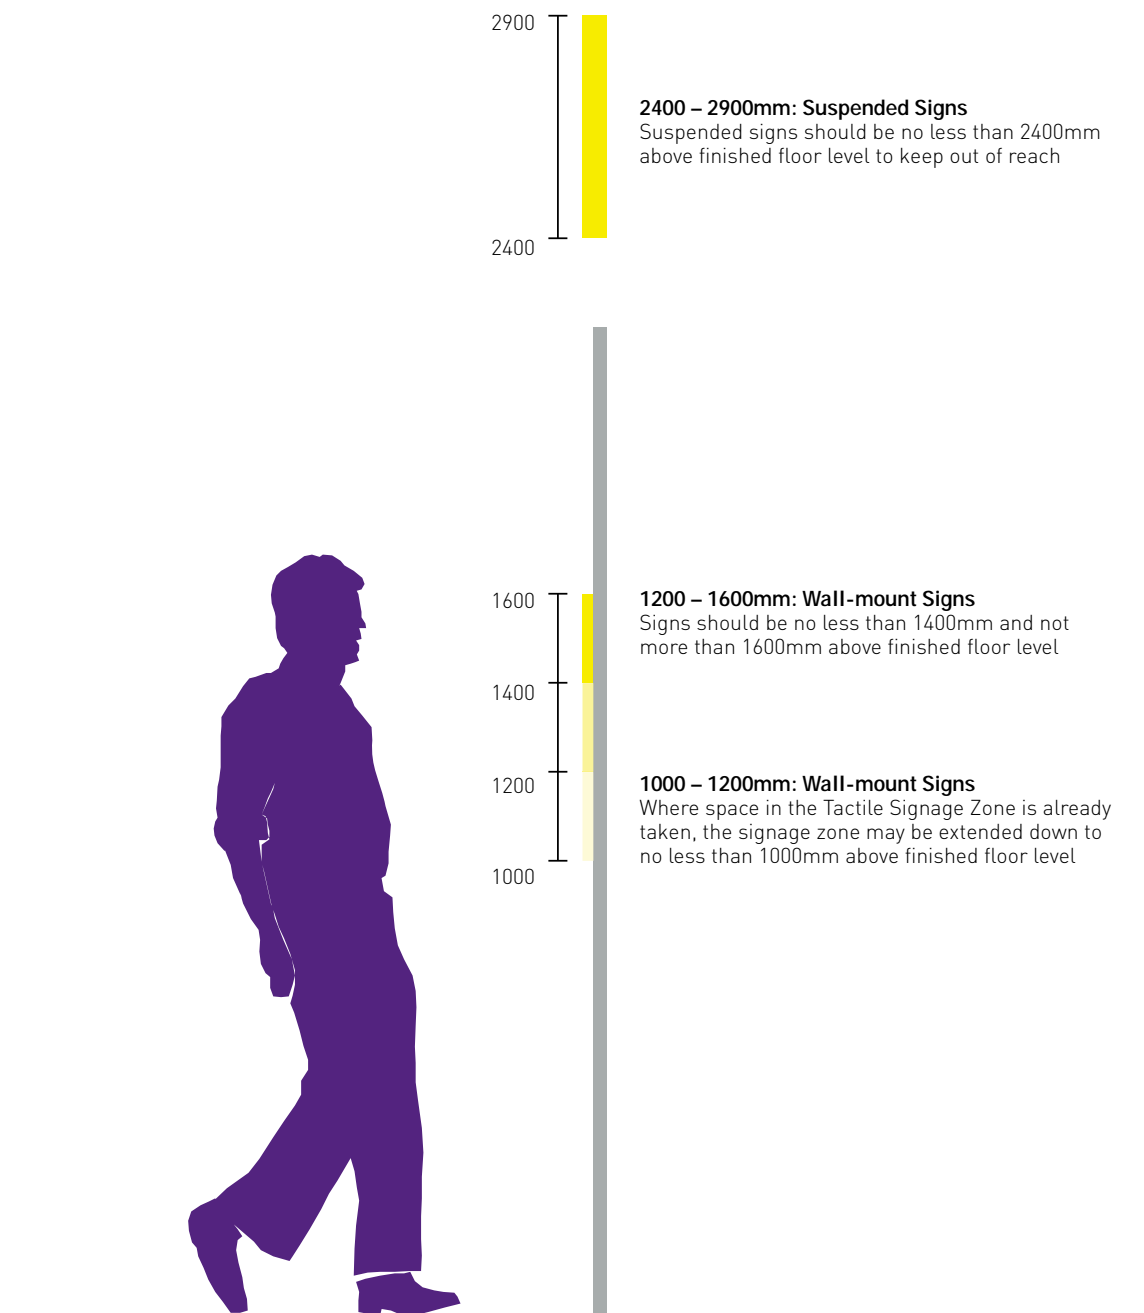 2900
2400 – 2900mm: Suspended Signs
Suspended signs should be no less than 2400mm
above finished floor level to keep out of reach
2400
1600
1200 – 1600mm: Wall-mount Signs
Signs should be no less than 1400mm and not
more than 1600mm above finished floor level
1400
1200
1000 – 1200mm: Wall-mount Signs
Where space in the Tactile Signage Zone is already
taken, the signage zone may be extended down to
no less than 1000mm above finished floor level
1000